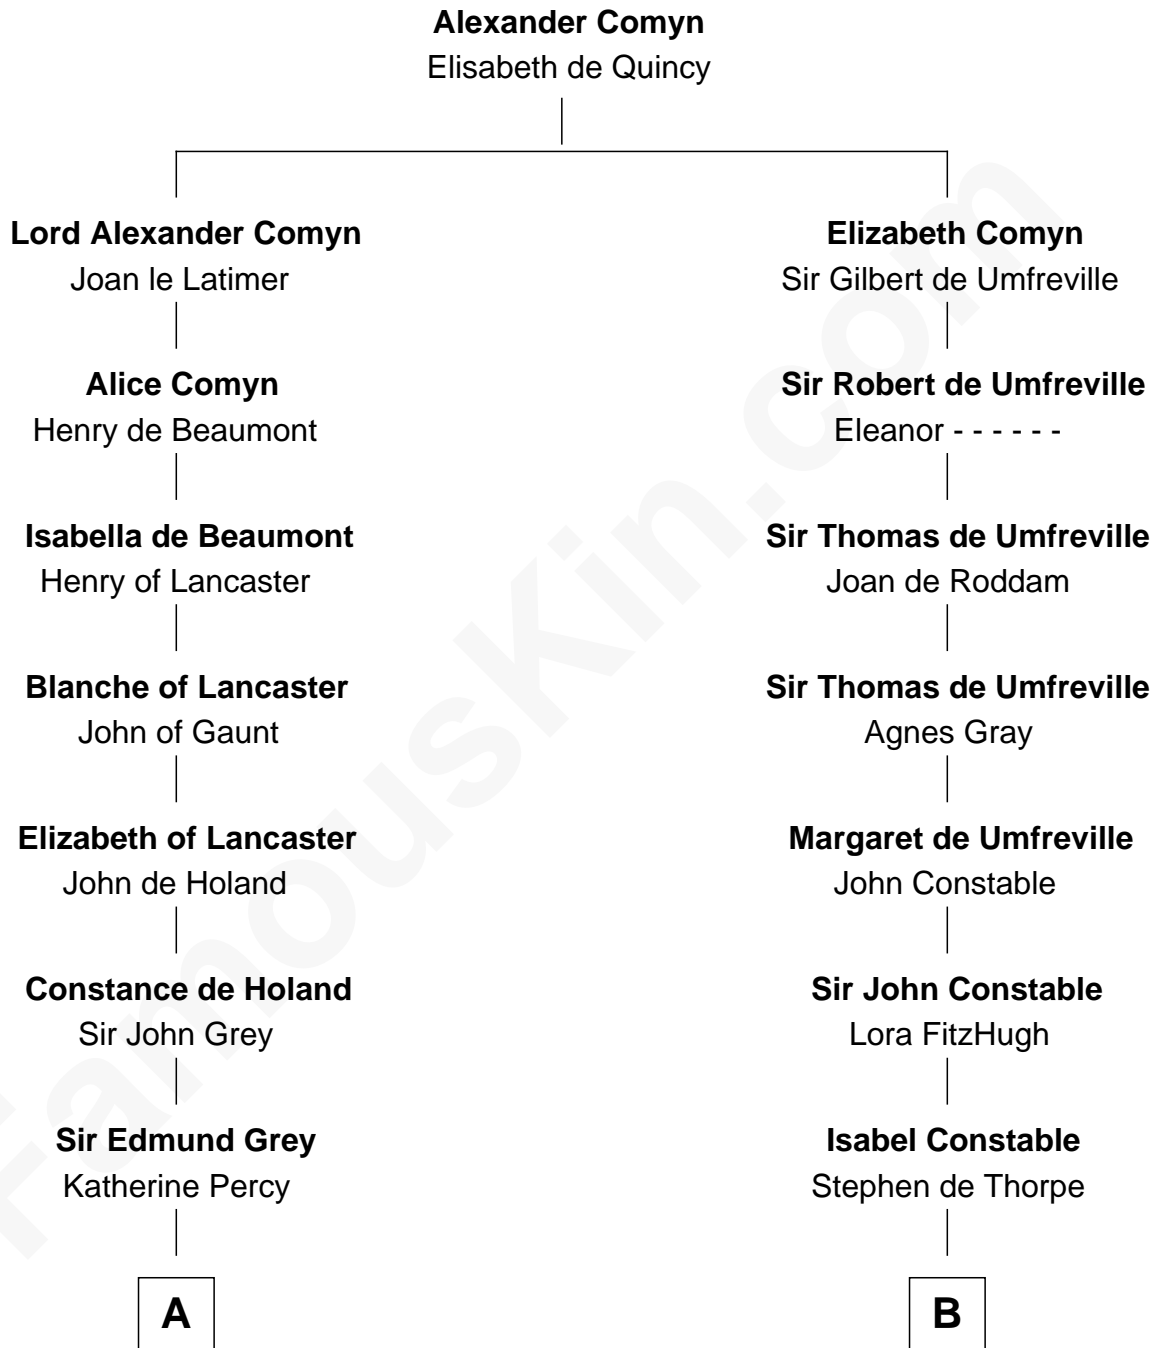 Alexander Comyn
Elisabeth de Quincy
Lord Alexander Comyn
Joan le Latimer
Elizabeth Comyn
Sir Gilbert de Umfreville
Alice Comyn
Henry de Beaumont
Sir Robert de Umfreville
Eleanor - - - - - -
Isabella de Beaumont
Henry of Lancaster
Sir Thomas de Umfreville
Joan de Roddam
Blanche of Lancaster
John of Gaunt
Sir Thomas de Umfreville
Agnes Gray
Elizabeth of Lancaster
John de Holand
Margaret de Umfreville
John Constable
Constance de Holand
Sir John Grey
Sir John Constable
Lora FitzHugh
Sir Edmund Grey
Katherine Percy
Isabel Constable
Stephen de Thorpe
A
B
FamousKin.com